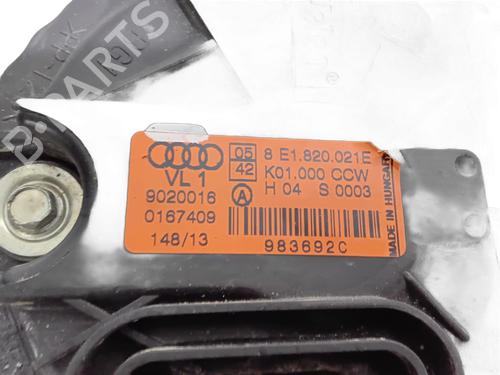 B-PARTS
VL 1
9020016
0167409
148/13
05
42
A
8 E1.820.021E
K01.000 CCW
H 04 S 0003
983692C
MADE IN HUNGARY